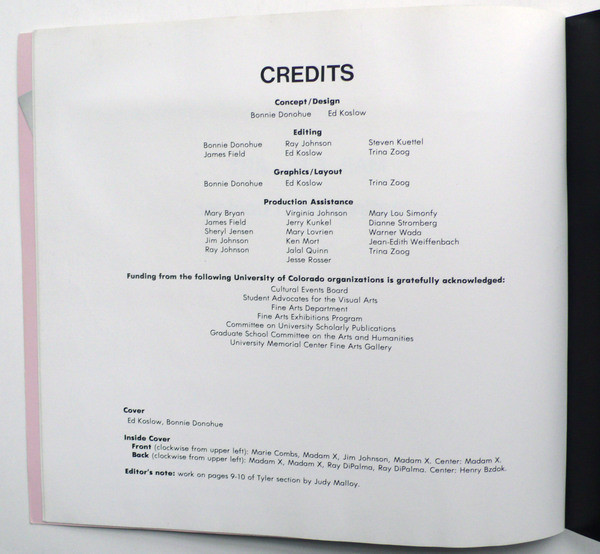 CREDITS
Concept/Design
Bonnie Donohue Ed Koslow
Editing
Bonnie Donohue Ray Johnson Steven Kuettel
James Field Ed Koslow Trina Zoog
Graphics/Layout
Bonnie Donohue Ed Koslow Trina Zoog
Production Assistance
Mary Bryan Virginia Johnson Mary Lou Simonfy
James Field Jerry Kunkel Dianne Stromberg
Sheryl Jensen Mary Lovrien Warner Wada
Jim Johnson Ken Mort Jean-Edith Weiffenbach
Ray Johnson Jalal Quinn Trina Zoog
Jesse Rosser
Funding from the following University of Colorado organizations is gratefully acknowledged:
Cultural Events Board
Student Advocates for the Visual Arts
Fine Arts Department
Fine Arts Exhibitions Program
Committee on University Scholarly Publications
Graduate School Committee on the Arts and Humanities
University Memorial Center Fine Arts Gallery
Cover
Ed Koslow, Bonnie Donohue
Inside Cover
Front (clockwise from upper left): Marie Combs, Madam X, Jim Johnson, Madam X. Center: Madam X.
Back (clockwise from upper left): Madam X, Madam X, Ray DiPalma, Ray DiPalma. Center: Henry Bzdok.
Editor's note: work on pages 9-10 of Tyler section by Judy Malloy.